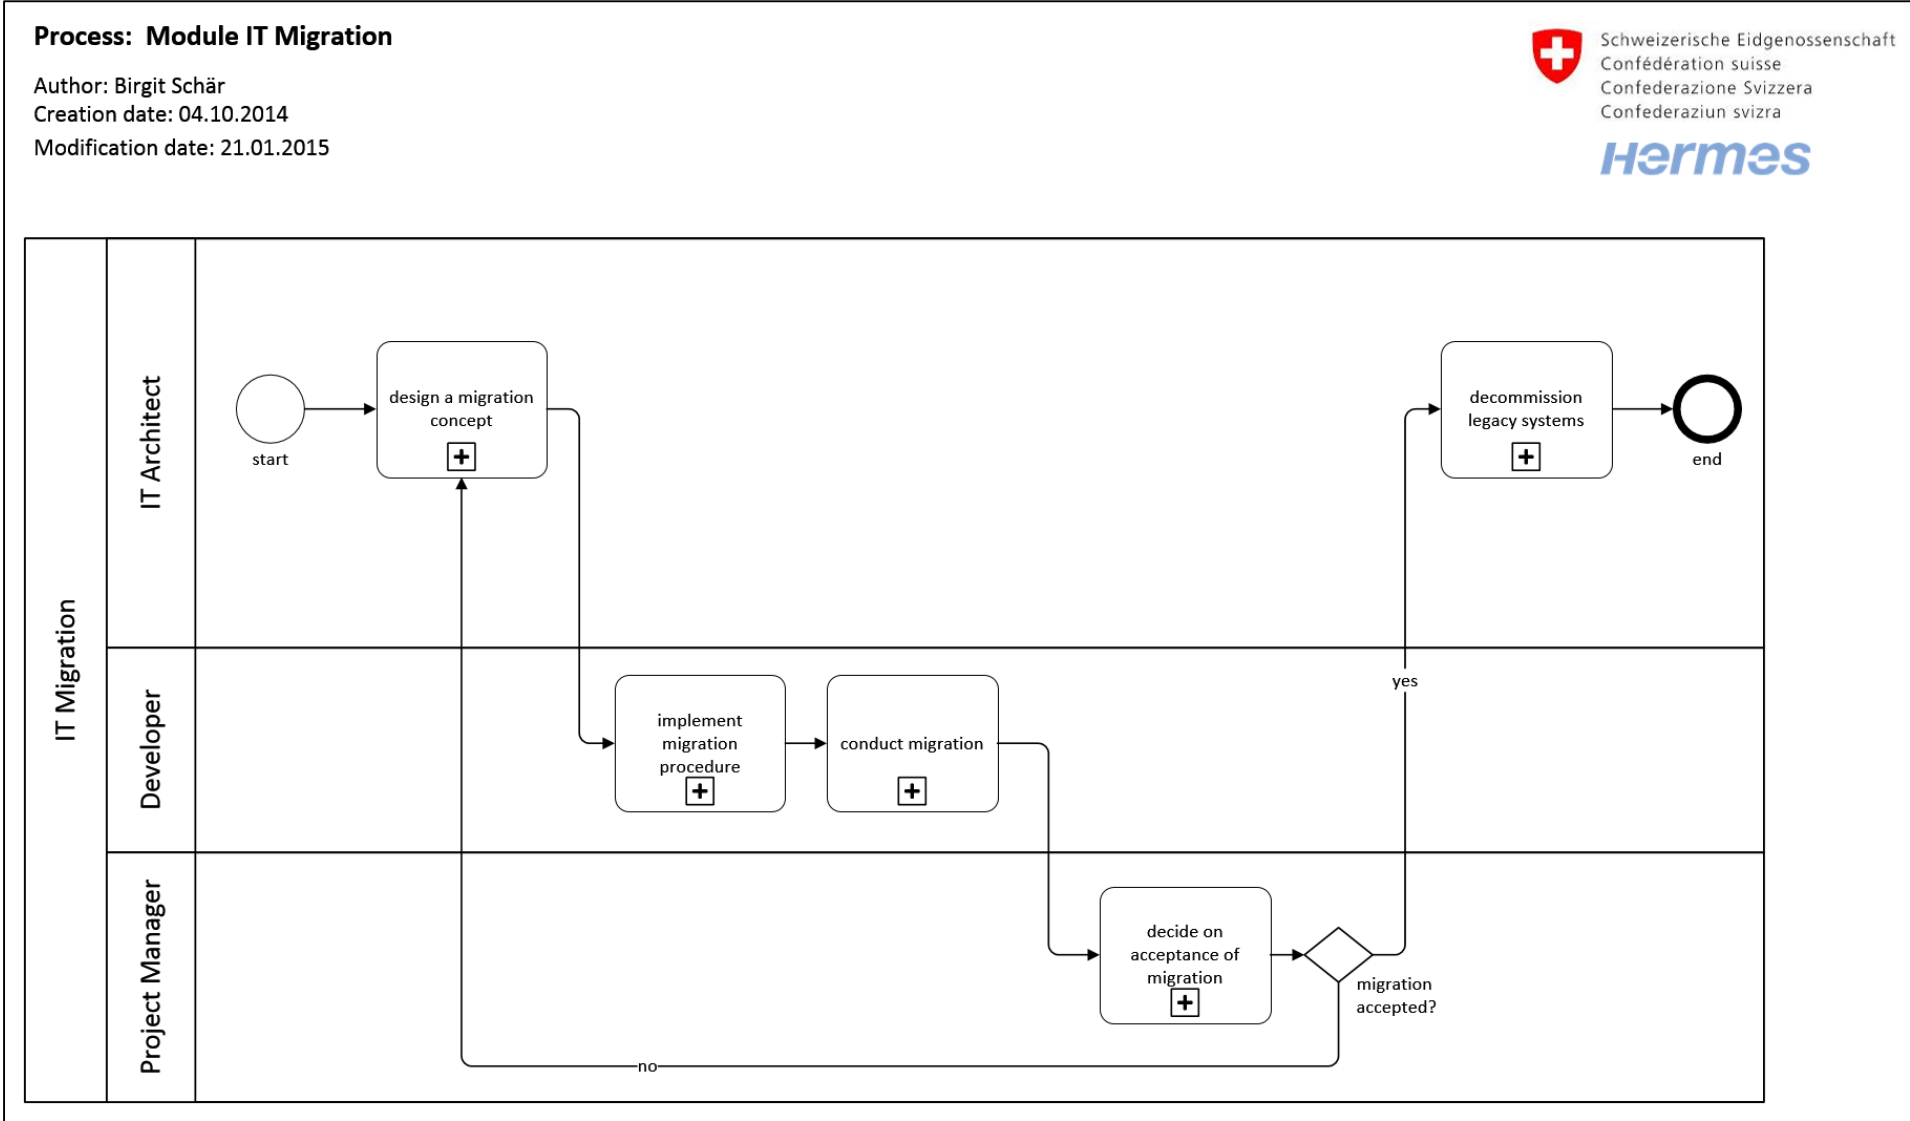 Process:  Module IT Migration
Author: Birgit Schär
Creation date: 04.10.2014
Modification date: 21.01.2015
Schweizerische Eidgenossenschaft
Confédération suisse
Confederazione Svizzera
Confederaziun svizra
Hermes
IT Migration
IT Architect
start
design a migration
concept
decommission
legacy systems
end
Developer
implement
migration
procedure
conduct migration
yes
Project Manager
decide on
acceptance of
migration
migration
accepted?
no